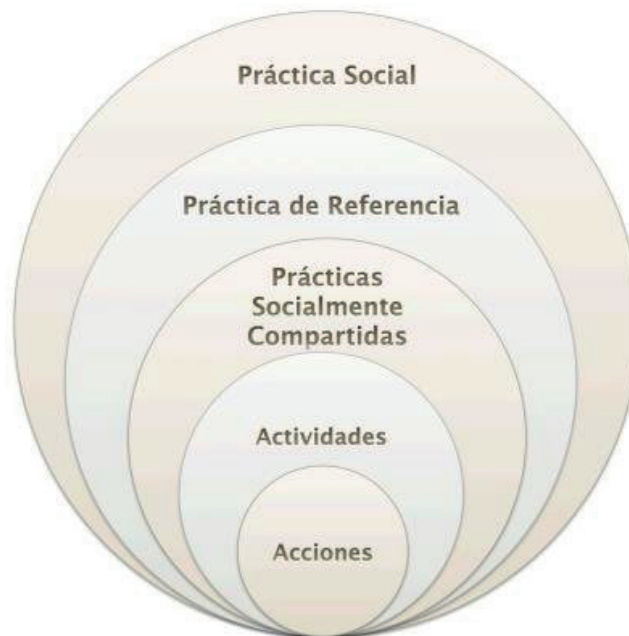 Práctica Social
Práctica de Referencia
Prácticas
Socialmente
Compartidas
Actividades
Acciones